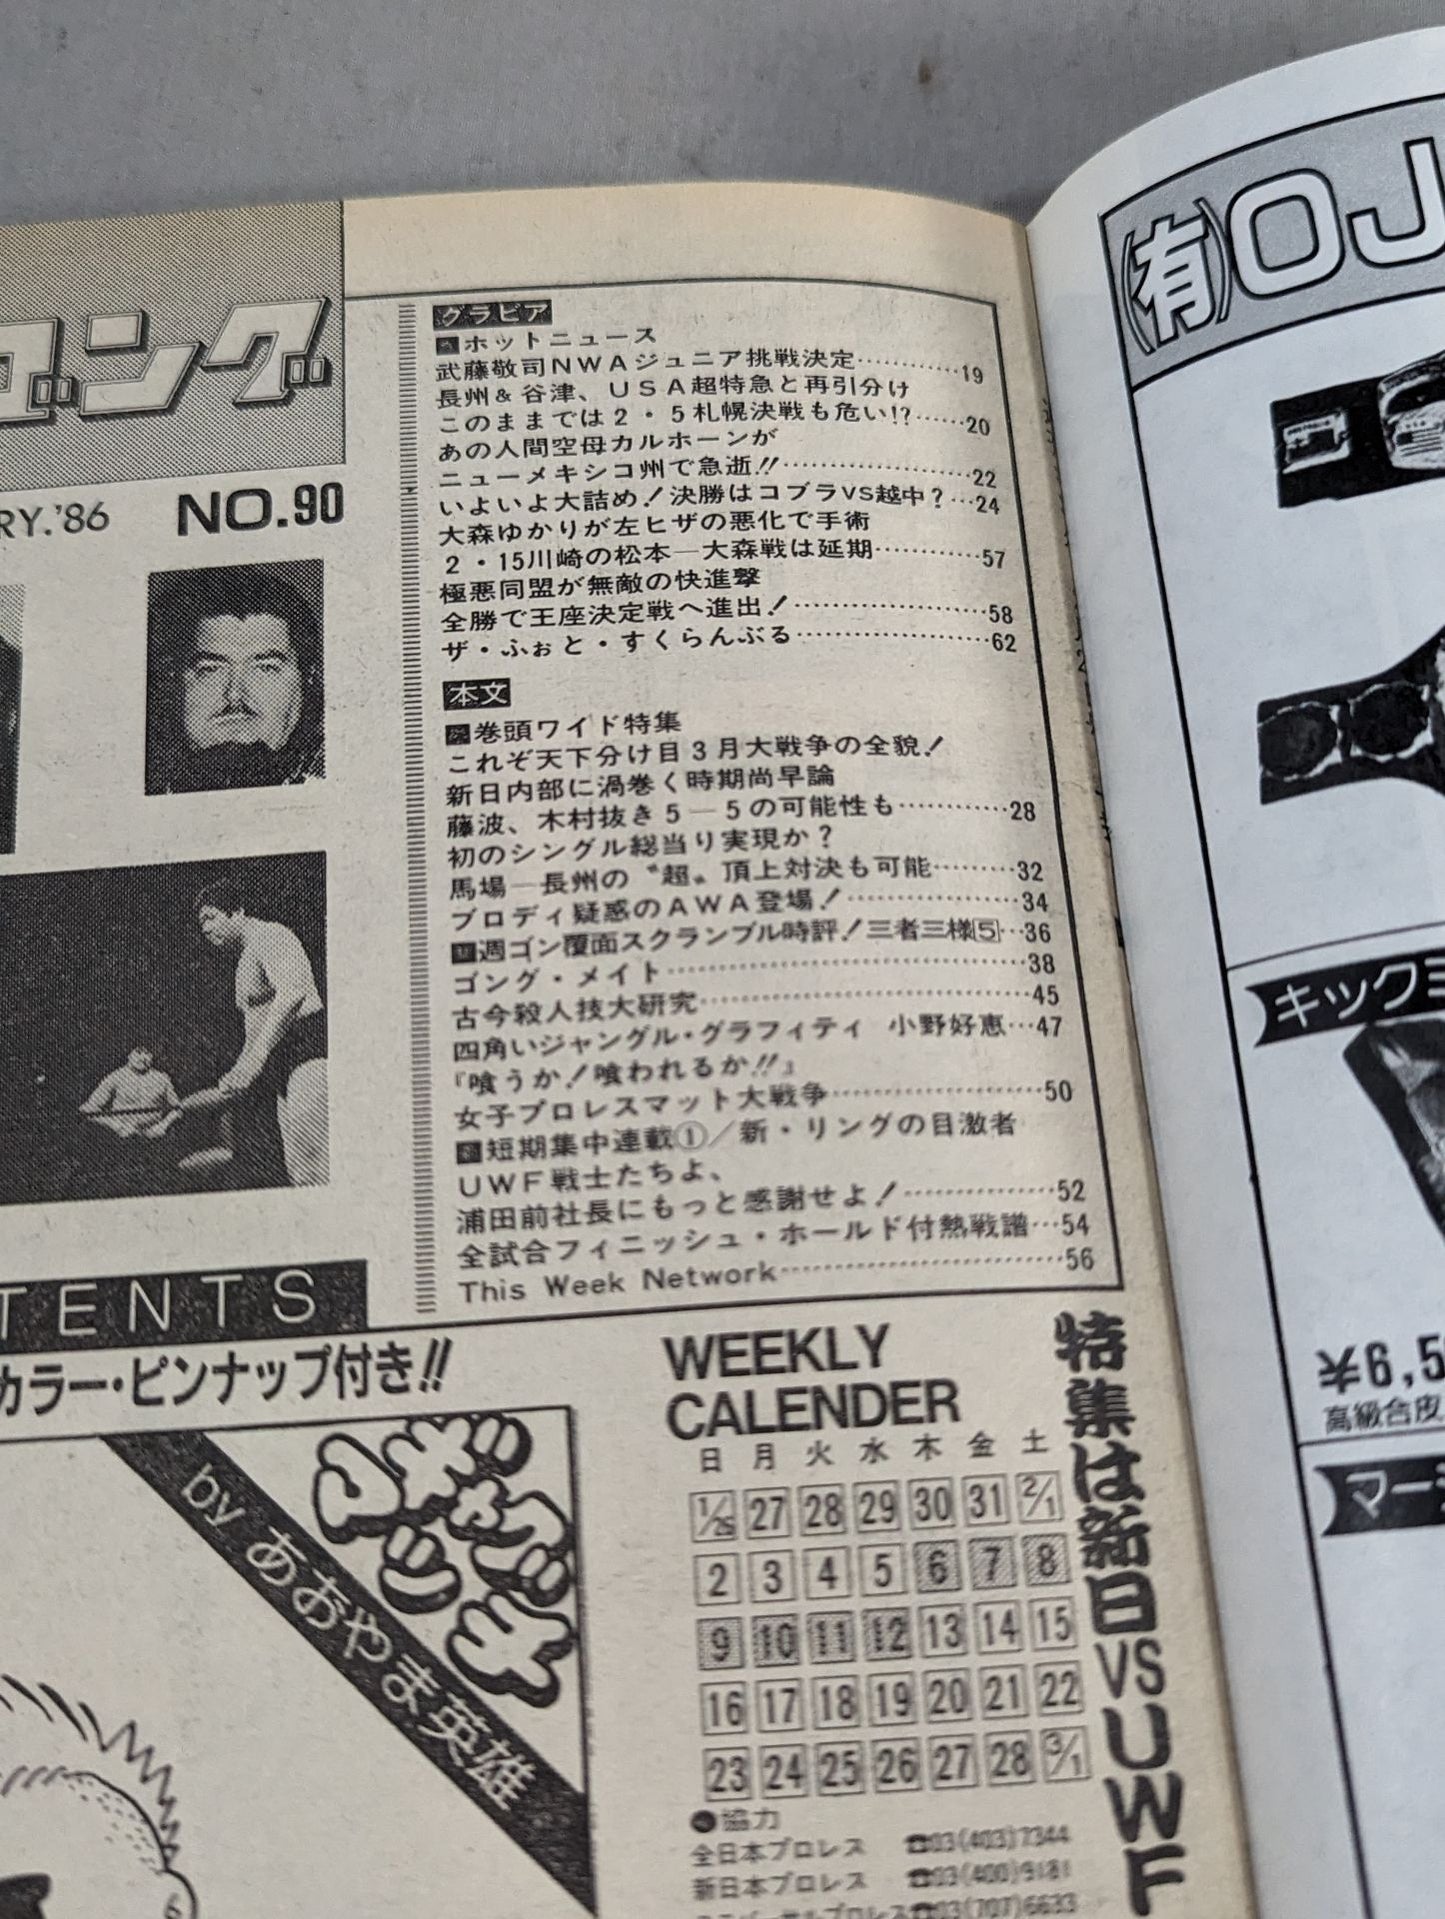 ゴング
RY.'86 NO.90
グラビア
ホットニュース
武藤敬司NWAジュニア挑戦決定…………19
長州&谷津、USA超特急と再引分け
このままでは2・5札幌決戦も危い!?……20
あの人間空母カルホーンが
ニューメキシコ州で急逝!!…………………22
いよいよ大詰め!決勝はコブラVS越中?…24
大森ゆかりが左ヒザの悪化で手術
2・15川崎の松本―大森戦は延期…………57
極悪同盟が無敵の快進撃
全勝で王座決定戦へ進出!…………………58
ザ・ふぉと・すくらんぶる…………………62
本文
巻頭ワイド特集
これぞ天下分け目3月大戦争の全貌!
新日内部に渦巻く時期尚早論
藤波、木村抜き5―5の可能性も…………28
初のシングル総当り実現か?
馬場―長州の〝超〟頂上対決も可能………32
ブロディ疑惑のAWA登場!…………………34
週ゴン覆面スクランブル時評!三者三様5…36
ゴング・メイト…………………………………38
古今殺人技大研究………………………………45
四角いジャングル・グラフィティ 小野好恵…47
『喰うか!喰われるか!!』
女子プロレスマット大戦争……………………50
短期集中連載①/新・リングの目激者
UWF戦士たちよ、
浦田前社長にもっと感謝せよ!………………52
全試合フィニッシュ・ホールド付熱戦譜…54
This Week Network……………………………56
TENTS
カラー・ピンナップ付き!!
by あおやま英雄
WEEKLY
CALENDER
日 月 火 水 木 金 土
1/26 27 28 29 30 31 2/1
2 3 4 5 6 7 8
9 10 11 12 13 14 15
16 17 18 19 20 21 22
23 24 25 26 27 28 3/1
協力
全日本プロレス ☎03(403)7344
新日本プロレス ☎03(400)9181
☎03(707)6633
特集は新日VSUWF
(有)OJ
キックミ
¥6,5
高級合皮
マーシ